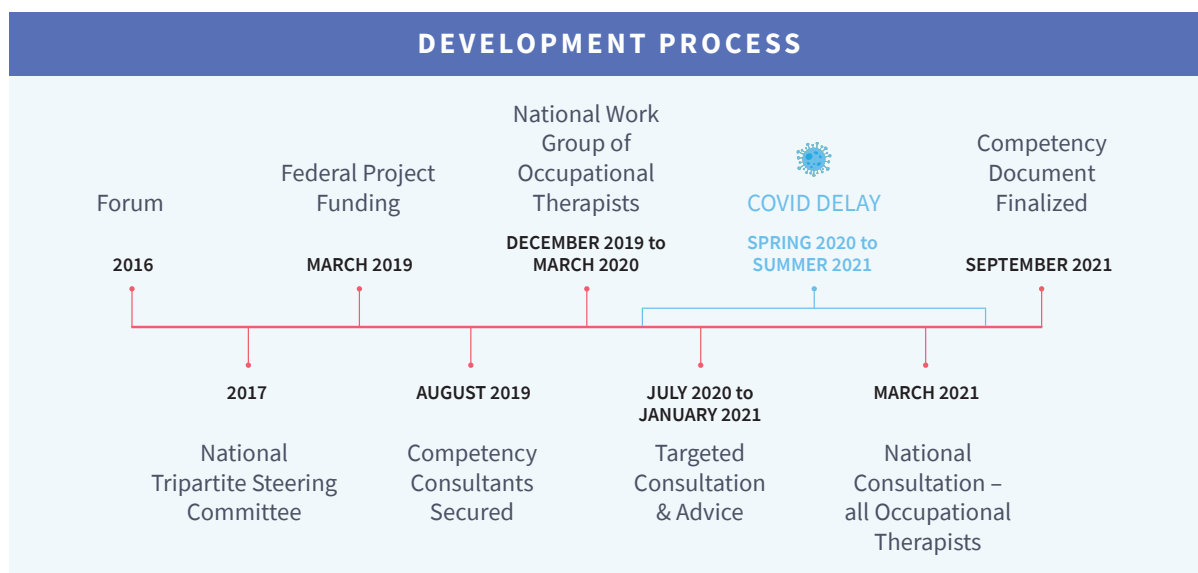 DEVELOPMENT PROCESS
Forum
2016
National
Tripartite Steering
Committee
2017
Federal Project
Funding
MARCH 2019
AUGUST 2019
Competency
Consultants
Secured
National Work
Group of
Occupational
Therapists
DECEMBER 2019 to
MARCH 2020
JULY 2020 to
JANUARY 2021
Targeted
Consultation
& Advice
COVID DELAY
SPRING 2020 to
SUMMER 2021
MARCH 2021
National
Consultation –
all Occupational
Therapists
Competency
Document
Finalized
SEPTEMBER 2021